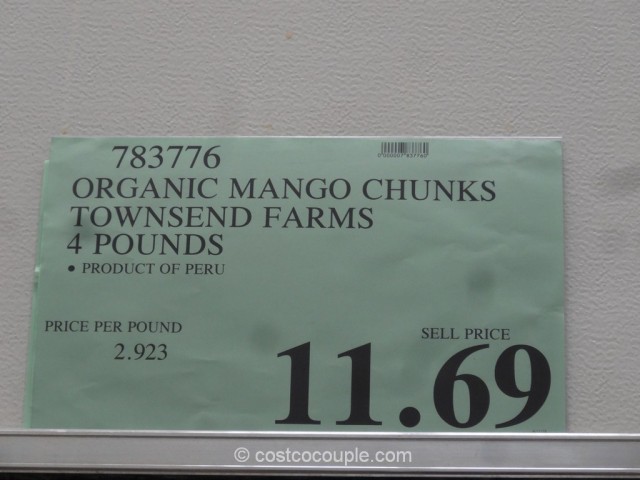 783776
ORGANIC MANGO CHUNKS
TOWNSEND FARMS
4 POUNDS
• PRODUCT OF PERU
PRICE PER POUND
2.923
SELL PRICE
11.69
© costcocouple.com